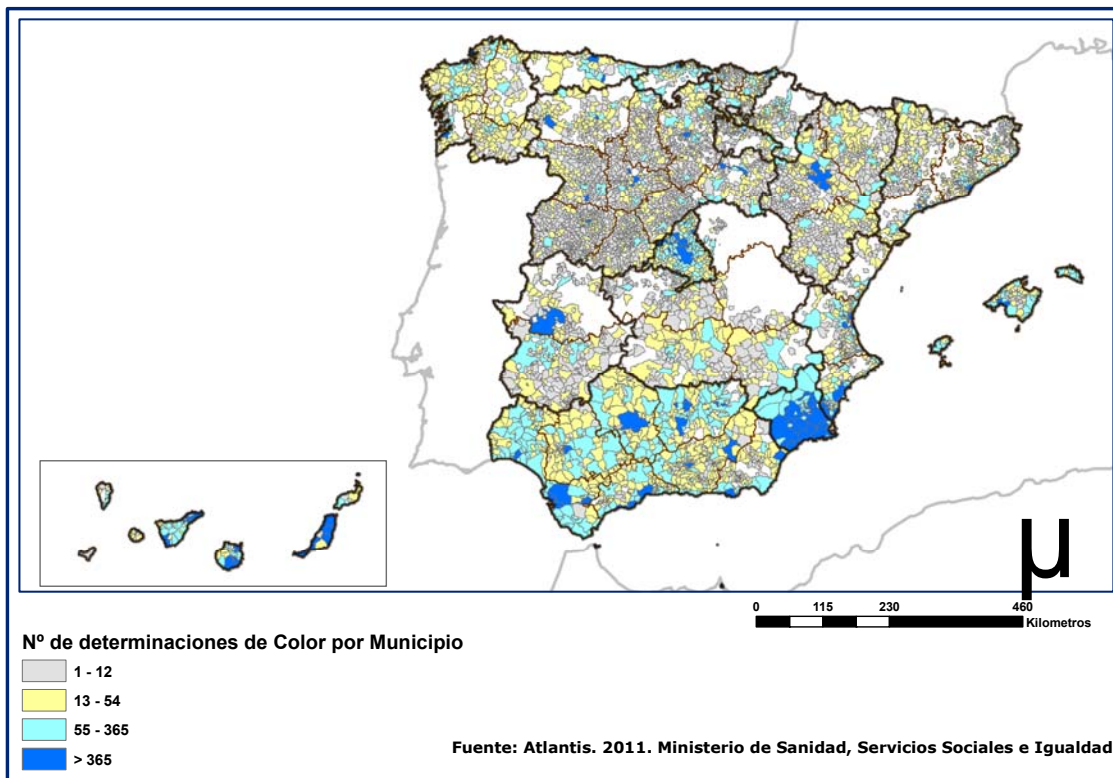 µ
0 115 230 460
Kilometros
Nº de determinaciones de Color por Municipio
1 - 12
13 - 54
55 - 365
> 365
Fuente: Atlantis. 2011. Ministerio de Sanidad, Servicios Sociales e Igualdad